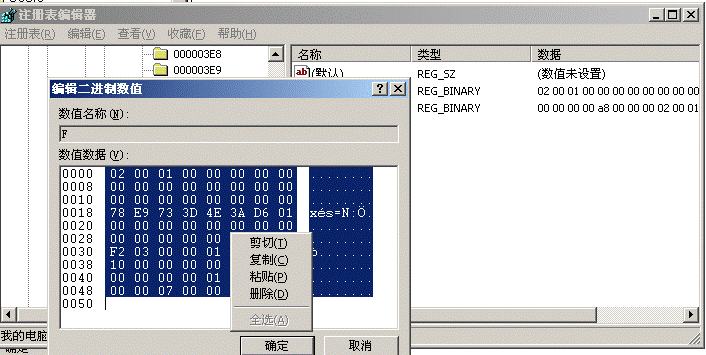 注册表编辑器
注册表(R) 编辑(E) 查看(V) 收藏(F) 帮助(H)
000003E8
000003E9
名称 类型 数据
(默认) REG_SZ (数值未设置)
REG_BINARY 02 00 01 00 00 00 00 00 00 00 00
REG_BINARY 00 00 00 00 a8 00 00 00 02 00 01
编辑二进制数值
数值名称(N):
F
数值数据(V):
0000 02 00 01 00 00 00 00 00 ........
0008 00 00 00 00 00 00 00 00 ........
0010 00 00 00 00 00 00 00 00 ........
0018 78 E9 73 3D 4E 3A D6 01 xés=N:Ö.
0020 00 00 00 00 00
0028 00 00 00 00 00
0030 F2 03 00 00 01
0038 10 00 00 00 00
0040 00 00 00 00 01
0048 00 00 07 00 00
0050
剪切(T)
复制(C)
粘贴(P)
删除(D)
全选(A)
确定 取消
我的电脑